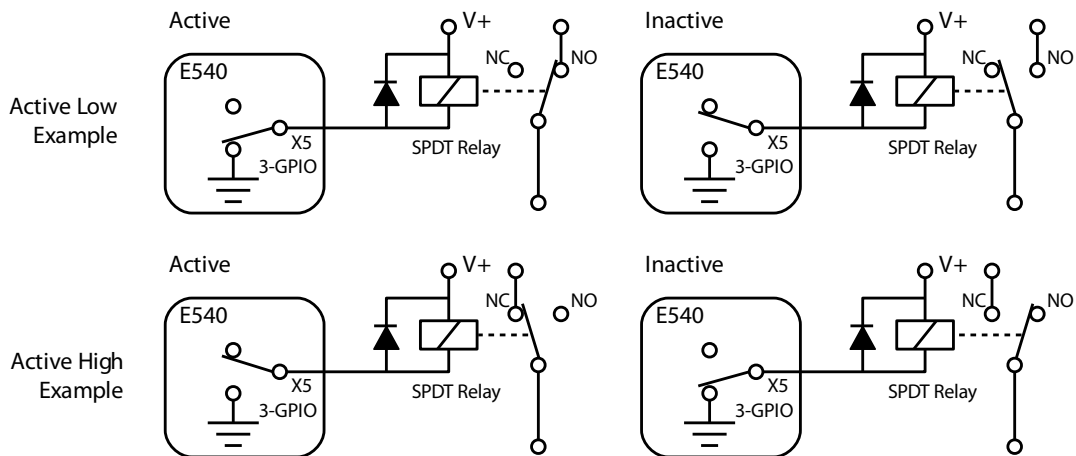 Active
Inactive
V+
V+
NC
NO
NC
NO
E540
E540
Active Low
Example
X5
3-GPIO
SPDT Relay
X5
3-GPIO
SPDT Relay
Active
Inactive
V+
V+
NC
NO
NC
NO
E540
E540
Active High
Example
X5
3-GPIO
SPDT Relay
X5
3-GPIO
SPDT Relay